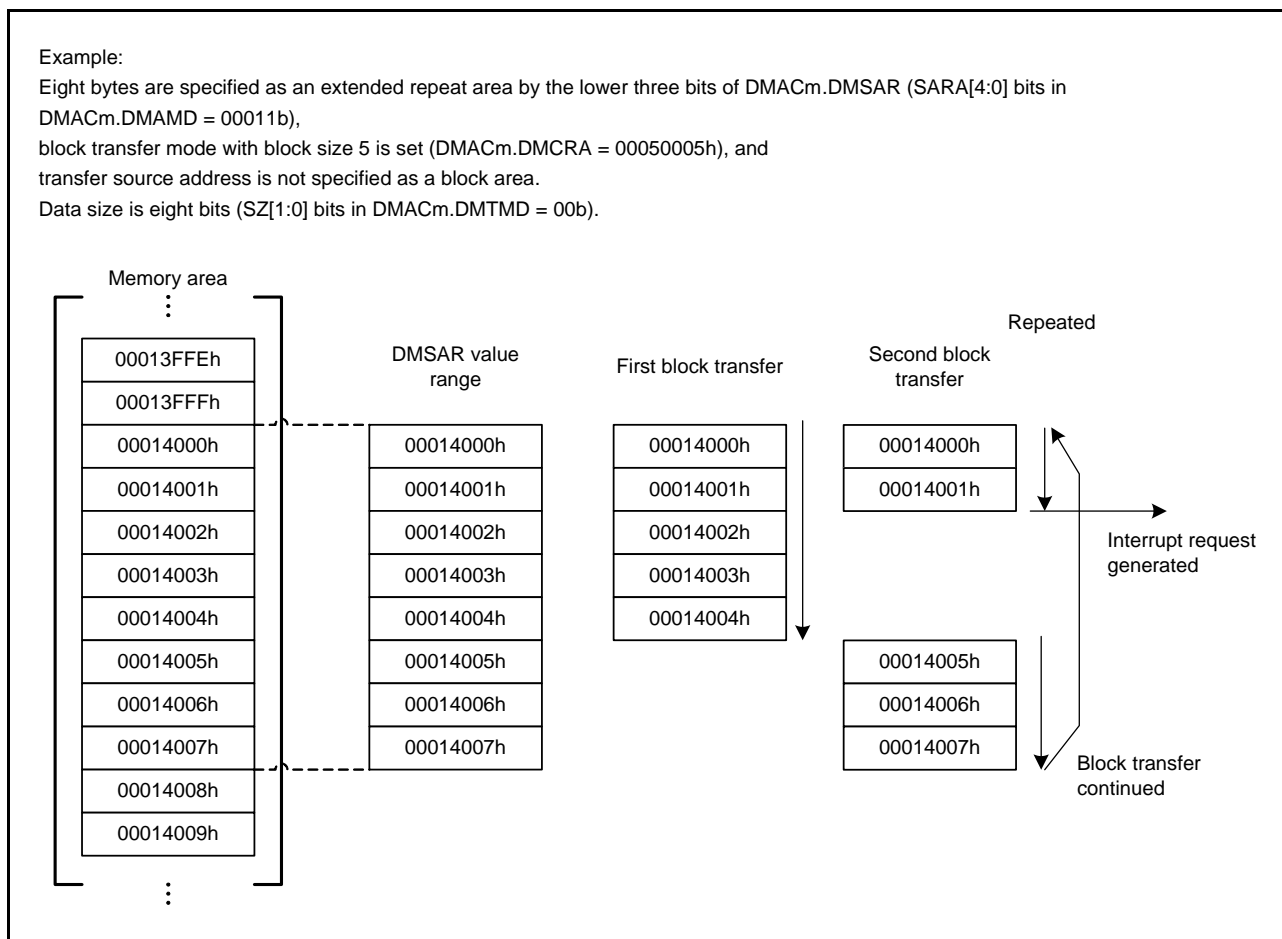 Example:
Eight bytes are specified as an extended repeat area by the lower three bits of DMACm.DMSAR (SARA[4:0] bits in
DMACm.DMAMD = 00011b),
block transfer mode with block size 5 is set (DMACm.DMCRA = 00050005h), and
transfer source address is not specified as a block area.
Data size is eight bits (SZ[1:0] bits in DMACm.DMTMD = 00b).
Memory area
00013FFEh
00013FFFh
00014000h
00014001h
00014002h
00014003h
00014004h
00014005h
00014006h
00014007h
00014008h
00014009h
DMSAR value
range
00014000h
00014001h
00014002h
00014003h
00014004h
00014005h
00014006h
00014007h
First block transfer
00014000h
00014001h
00014002h
00014003h
00014004h
Second block
transfer
00014000h
00014001h
00014005h
00014006h
00014007h
Repeated
Interrupt request
generated
Block transfer
continued